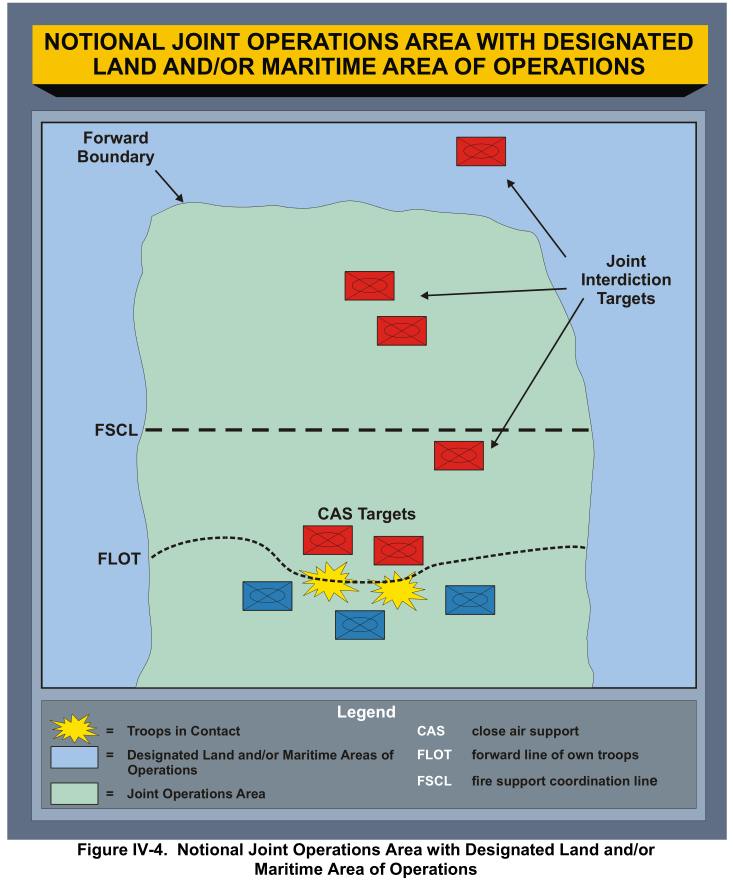 NOTIONAL JOINT OPERATIONS AREA WITH DESIGNATED
LAND AND/OR MARITIME AREA OF OPERATIONS
Forward
Boundary
Joint
Interdiction
Targets
FSCL
CAS Targets
FLOT
Legend
= Troops in Contact
= Designated Land and/or Maritime Areas of
Operations
= Joint Operations Area
CAS close air support
FLOT forward line of own troops
FSCL fire support coordination line
Figure IV-4. Notional Joint Operations Area with Designated Land and/or
Maritime Area of Operations